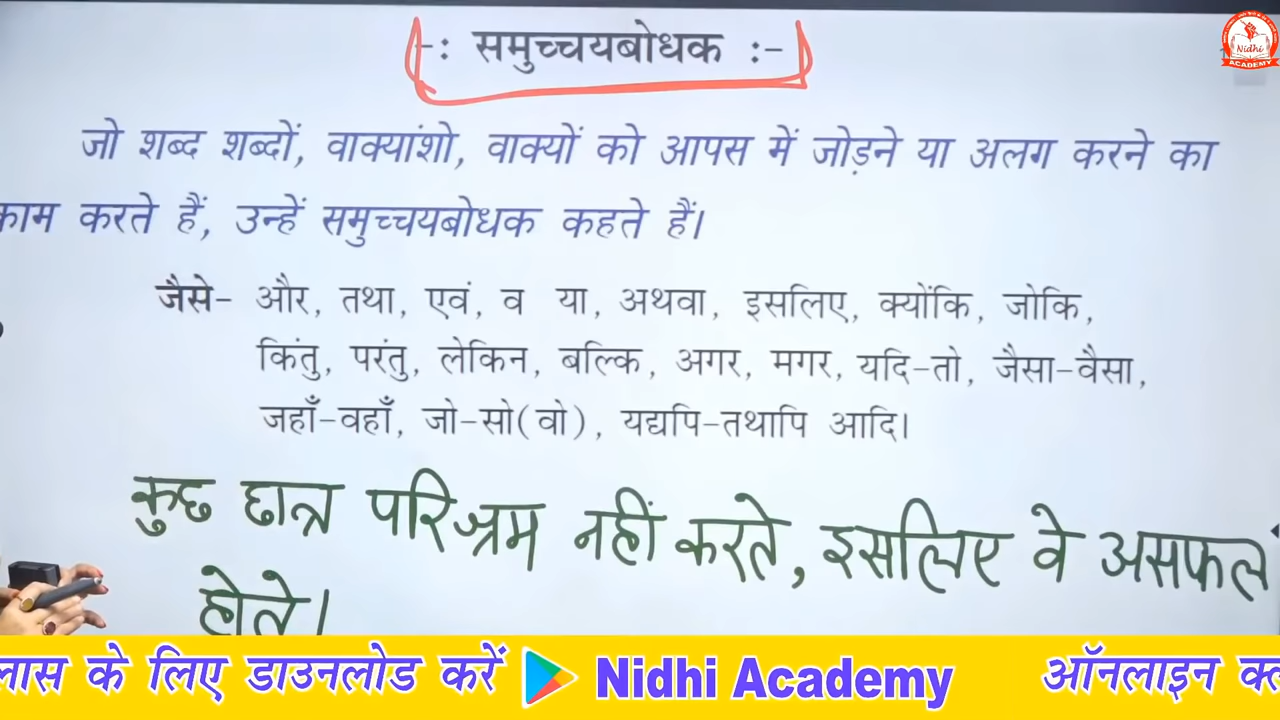 -: समुच्चयबोधक :-
Nidhi
ACADEMY
जो शब्द शब्दों, वाक्यांशो, वाक्यों को आपस में जोड़ने या अलग करने का
काम करते हैं, उन्हें समुच्चयबोधक कहते हैं।
जैसे- और, तथा, एवं, व या, अथवा, इसलिए, क्योंकि, जोकि,
किंतु, परंतु, लेकिन, बल्कि, अगर, मगर, यदि-तो, जैसा-वैसा,
जहाँ-वहाँ, जो-सो(वो), यद्यपि-तथापि आदि।
कुछ छात्र परिश्रम नहीं करते, इसलिए वे असफल
होते।
लास के लिए डाउनलोड करें Nidhi Academy ऑनलाइन क्ल